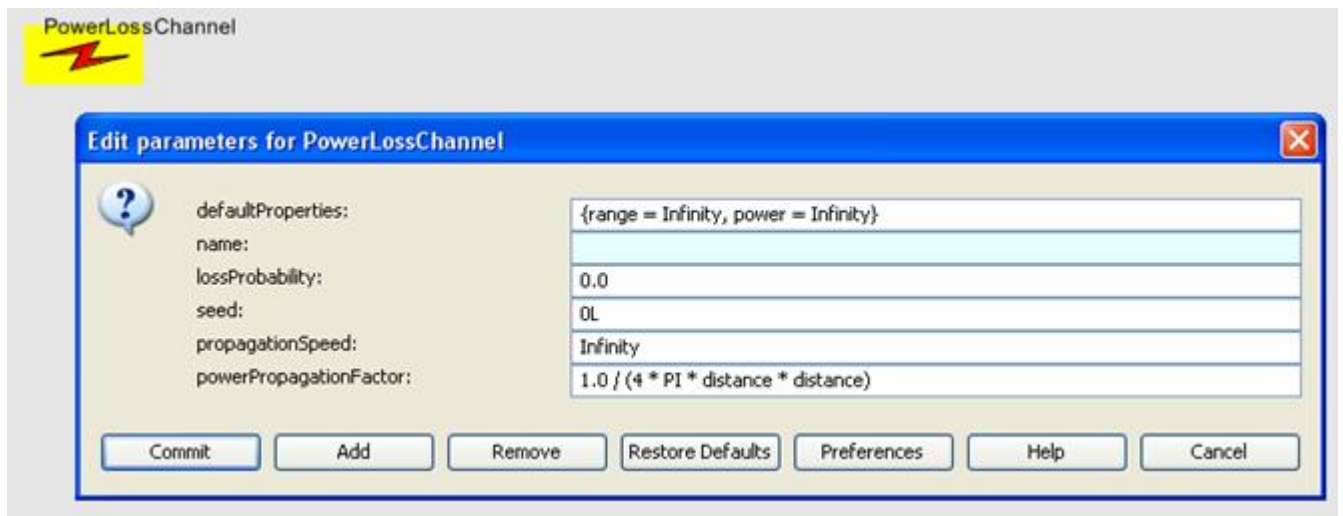 PowerLossChannel
Edit parameters for PowerLossChannel
defaultProperties: {range = Infinity, power = Infinity}
name:
lossProbability: 0.0
seed: 0L
propagationSpeed: Infinity
powerPropagationFactor: 1.0 / (4 * PI * distance * distance)
Commit Add Remove Restore Defaults Preferences Help Cancel